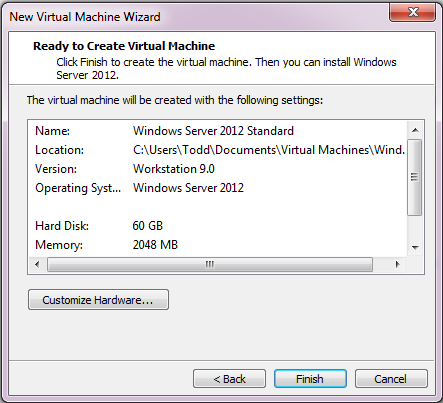 New Virtual Machine Wizard
Ready to Create Virtual Machine
Click Finish to create the virtual machine. Then you can install Windows
Server 2012.
The virtual machine will be created with the following settings:
Name: Windows Server 2012 Standard
Location: C:\Users\Todd\Documents\Virtual Machines\Wind.
Version: Workstation 9.0
Operating Syst... Windows Server 2012
Hard Disk: 60 GB
Memory: 2048 MB
Customize Hardware...
< Back Finish Cancel